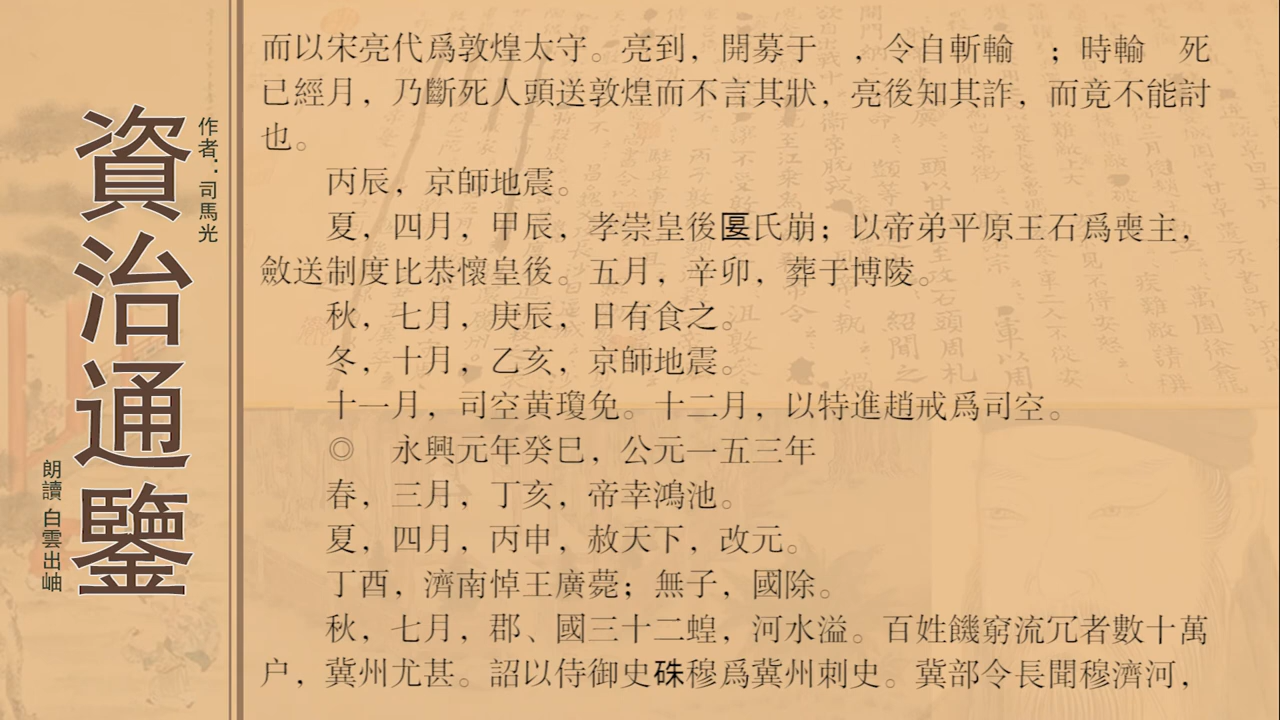 資治通鑒
作者：司馬光
朗讀 白雲出岫
而以宋亮代爲敦煌太守。亮到，開募于　，令自斬輸　；時輸　死
已經月，乃斷死人頭送敦煌而不言其狀，亮後知其詐，而竟不能討
也。
丙辰，京師地震。
夏，四月，甲辰，孝崇皇後匽氏崩；以帝弟平原王石爲喪主，
斂送制度比恭懷皇後。五月，辛卯，葬于博陵。
秋，七月，庚辰，日有食之。
冬，十月，乙亥，京師地震。
十一月，司空黃瓊免。十二月，以特進趙戒爲司空。
◎　永興元年癸巳，公元一五三年
春，三月，丁亥，帝幸鴻池。
夏，四月，丙申，赦天下，改元。
丁酉，濟南悼王廣薨；無子，國除。
秋，七月，郡、國三十二蝗，河水溢。百姓饑窮流冗者數十萬
户，冀州尤甚。詔以侍御史硃穆爲冀州刺史。冀部令長聞穆濟河，